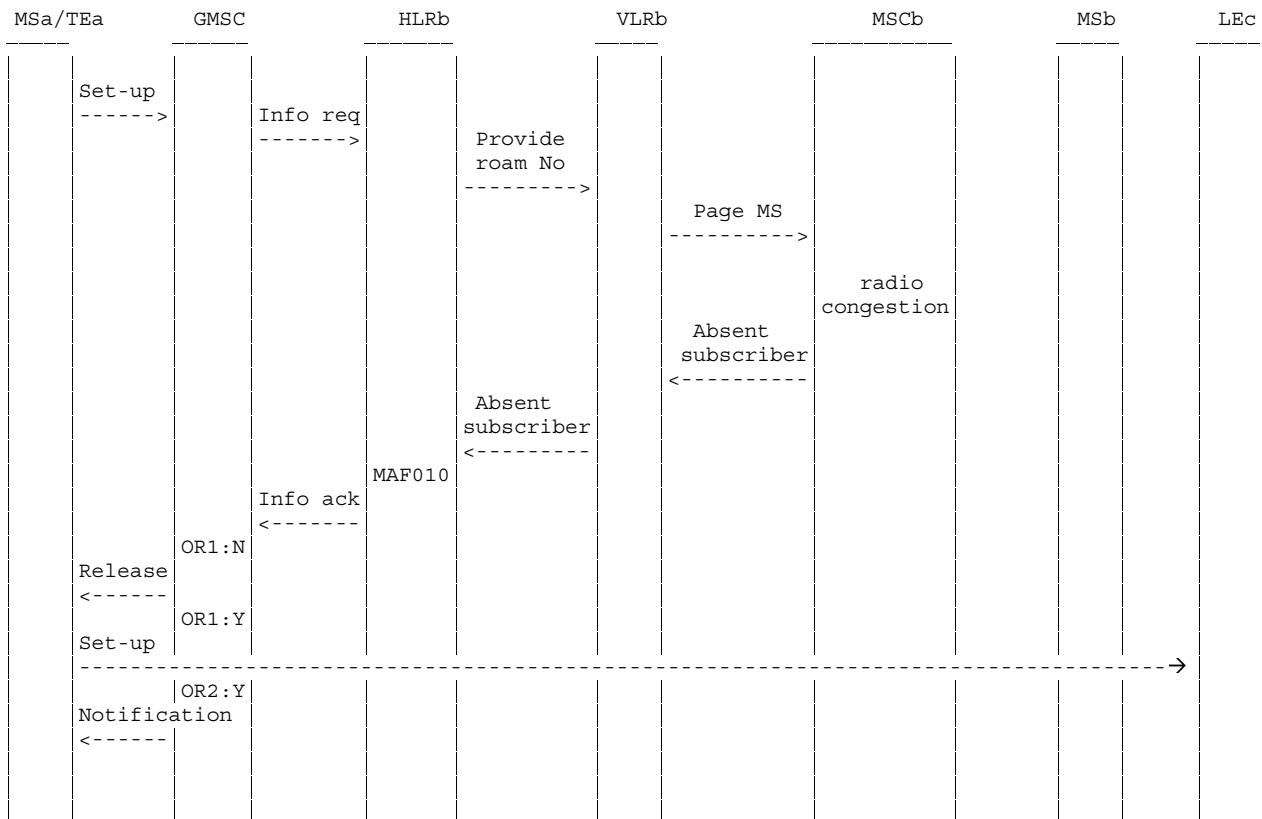 MSa/TEa GMSC HLRb VLRb MSCb MSb LEc
Set-up
------> Info req
-------> Provide
roam No
--------->
Page MS
---------->
radio
congestion
Absent
subscriber
<----------
Absent
subscriber
<---------
MAF010
Info ack
<-------
OR1:N
Release
<------
OR1:Y
Set-up
OR2:Y
Notification
<------